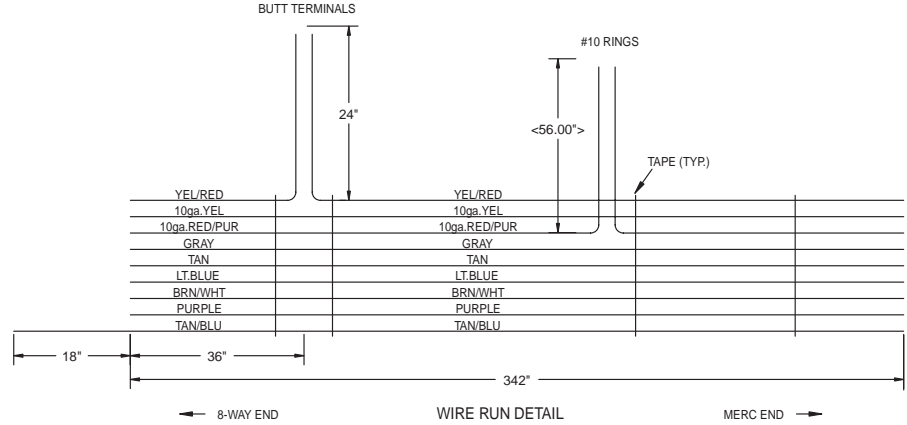 BUTT TERMINALS
#10 RINGS
24"
<56.00">
TAPE (TYP.)
YEL/RED YEL/RED
10ga.YEL 10ga.YEL
10ga.RED/PUR 10ga.RED/PUR
GRAY GRAY
TAN TAN
LT.BLUE LT.BLUE
BRN/WHT BRN/WHT
PURPLE PURPLE
TAN/BLU TAN/BLU
18" 36"
342"
8-WAY END WIRE RUN DETAIL MERC END